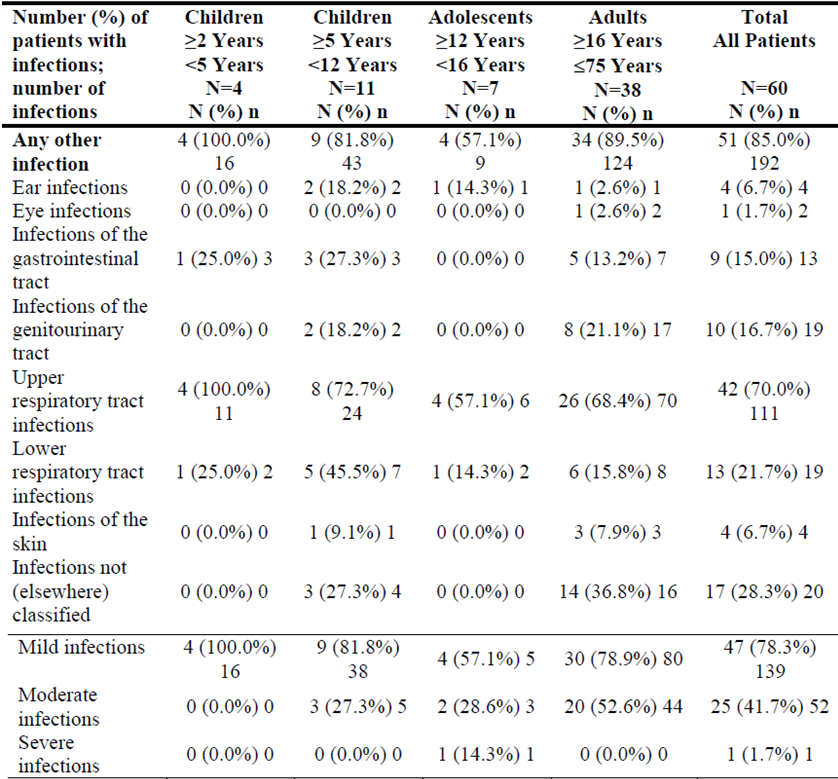 Number (%) of patients with infections; number of infections | Children ≥2 Years <5 Years N=4 N (%) n | Children ≥5 Years <12 Years N=11 N (%) n | Adolescents ≥12 Years <16 Years N=7 N (%) n | Adults ≥16 Years ≤75 Years N=38 N (%) n | Total All Patients N=60 N (%) n
Any other infection | 4 (100.0%) 16 | 9 (81.8%) 43 | 4 (57.1%) 9 | 34 (89.5%) 124 | 51 (85.0%) 192
Ear infections | 0 (0.0%) 0 | 2 (18.2%) 2 | 1 (14.3%) 1 | 1 (2.6%) 1 | 4 (6.7%) 4
Eye infections | 0 (0.0%) 0 | 0 (0.0%) 0 | 0 (0.0%) 0 | 1 (2.6%) 2 | 1 (1.7%) 2
Infections of the gastrointestinal tract | 1 (25.0%) 3 | 3 (27.3%) 3 | 0 (0.0%) 0 | 5 (13.2%) 7 | 9 (15.0%) 13
Infections of the genitourinary tract | 0 (0.0%) 0 | 2 (18.2%) 2 | 0 (0.0%) 0 | 8 (21.1%) 17 | 10 (16.7%) 19
Upper respiratory tract infections | 4 (100.0%) 11 | 8 (72.7%) 24 | 4 (57.1%) 6 | 26 (68.4%) 70 | 42 (70.0%) 111
Lower respiratory tract infections | 1 (25.0%) 2 | 5 (45.5%) 7 | 1 (14.3%) 2 | 6 (15.8%) 8 | 13 (21.7%) 19
Infections of the skin | 0 (0.0%) 0 | 1 (9.1%) 1 | 0 (0.0%) 0 | 3 (7.9%) 3 | 4 (6.7%) 4
Infections not (elsewhere) classified | 0 (0.0%) 0 | 3 (27.3%) 4 | 0 (0.0%) 0 | 14 (36.8%) 16 | 17 (28.3%) 20
Mild infections | 4 (100.0%) 16 | 9 (81.8%) 38 | 4 (57.1%) 5 | 30 (78.9%) 80 | 47 (78.3%) 139
Moderate infections | 0 (0.0%) 0 | 3 (27.3%) 5 | 2 (28.6%) 3 | 20 (52.6%) 44 | 25 (41.7%) 52
Severe infections | 0 (0.0%) 0 | 0 (0.0%) 0 | 1 (14.3%) 1 | 0 (0.0%) 0 | 1 (1.7%) 1